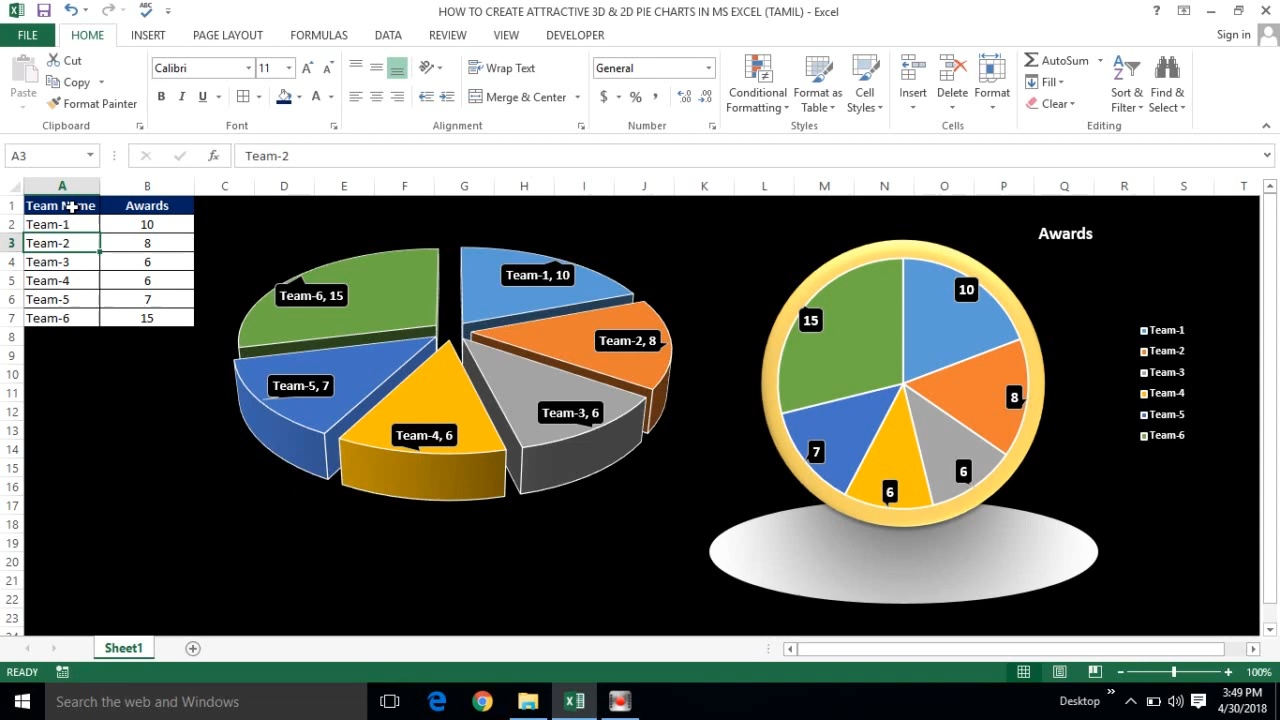 HOW TO CREATE ATTRACTIVE 3D & 2D PIE CHARTS IN MS EXCEL (TAMIL) - Excel
FILE HOME INSERT PAGE LAYOUT FORMULAS DATA REVIEW VIEW DEVELOPER Sign in
Paste
Cut
Copy
Format Painter
Clipboard
Calibri 11
B I U
Font
Wrap Text
Merge & Center
Alignment
General
$ % ,
Number
Conditional Formatting
Format as Table
Cell Styles
Styles
Insert
Delete
Format
Cells
AutoSum
Fill
Clear
Sort & Filter
Find & Select
Editing
A3
fx
Team-2
A B C D E F G H I J K L M N O P Q R S T
1 Team Name Awards
2 Team-1 10
3 Team-2 8
4 Team-3 6
5 Team-4 6
6 Team-5 7
7 Team-6 15
8
9
10
11
12
13
14
15
16
17
18
19
20
21
22
23
Team-1, 10
Team-6, 15
Team-2, 8
Team-5, 7
Team-3, 6
Team-4, 6
Awards
10
15
8
7
6
6
Team-1
Team-2
Team-3
Team-4
Team-5
Team-6
Sheet1
READY
100%
Search the web and Windows
Desktop
3:49 PM
4/30/2018